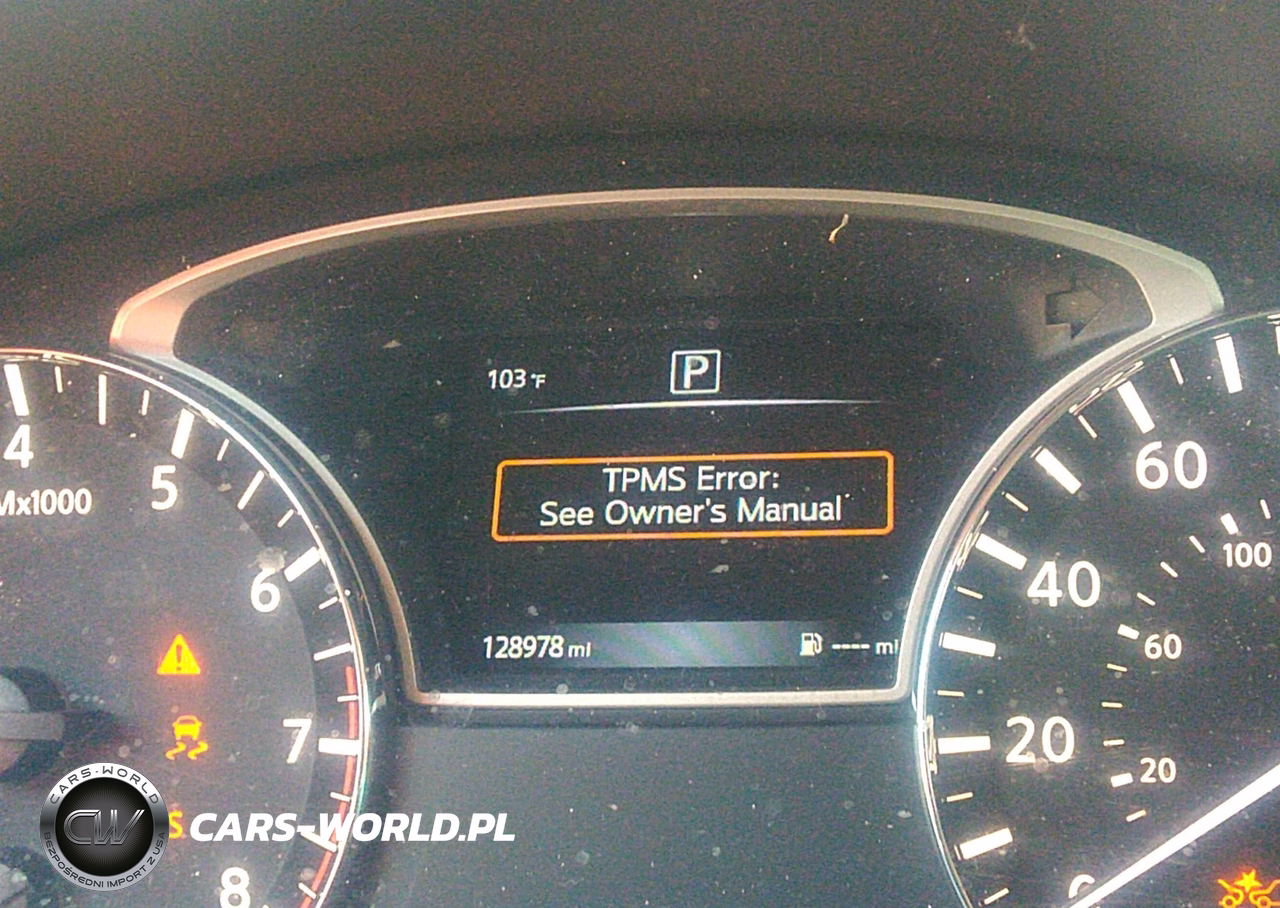 103 °F
P
TPMS Error:
See Owner's Manual
128978 mi
---- mi
4
5
6
7
8
60
40
20
100
60
20
CARS-WORLD
CW
BEZPOŚREDNI IMPORT Z USA
CARS-WORLD.PL